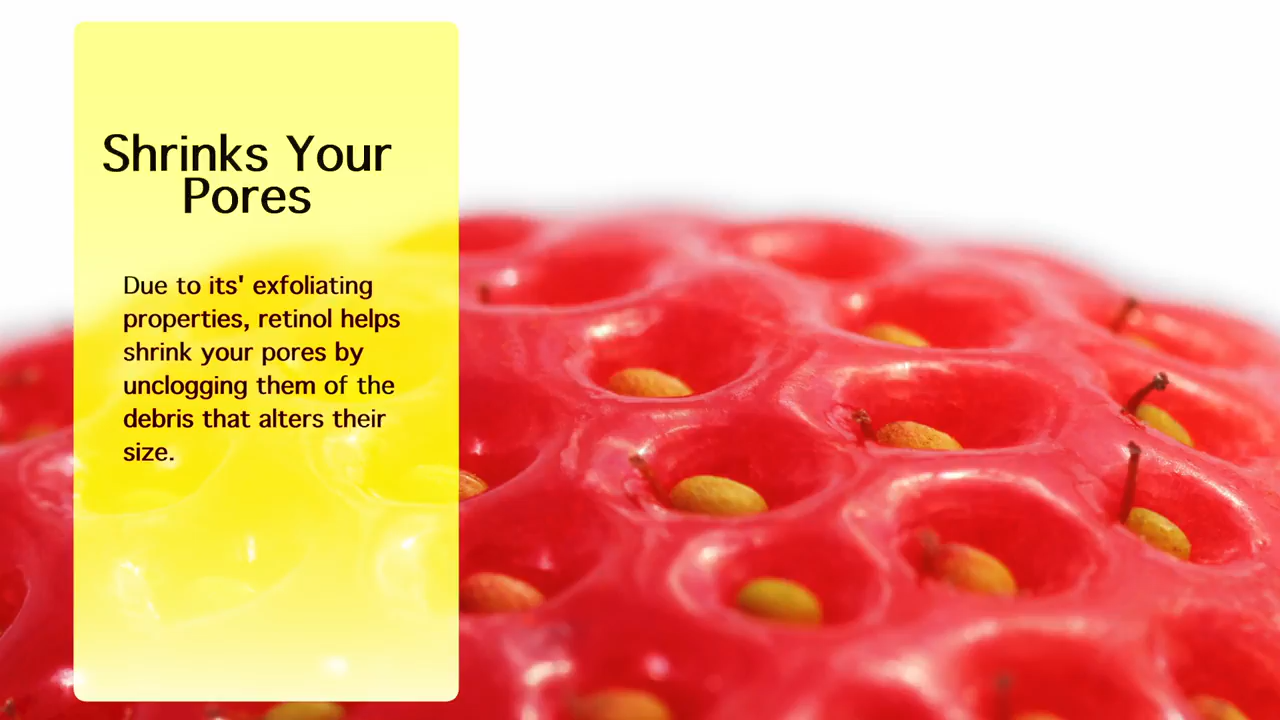 Shrinks Your
Pores
Due to its' exfoliating
properties, retinol helps
shrink your pores by
unclogging them of the
debris that alters their
size.